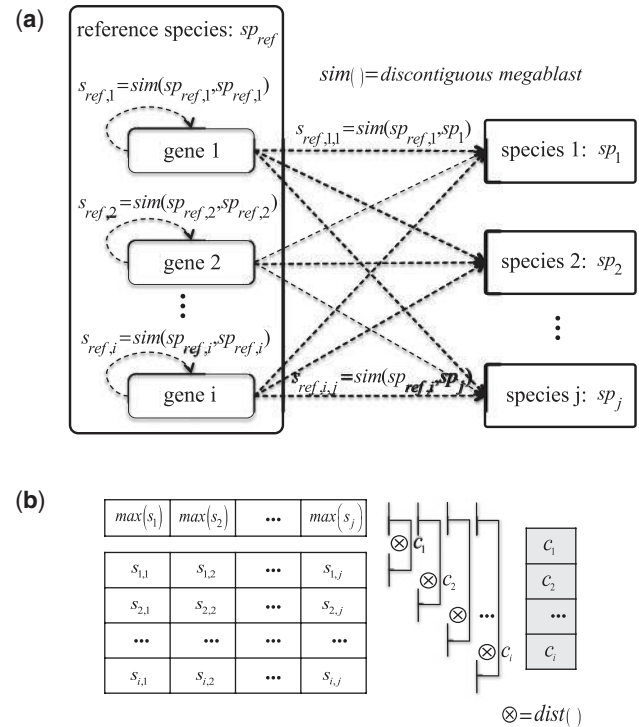 (a)
reference species: sp_ref
sim()=discontiguous megablast
s_ref,1=sim(sp_ref,1,sp_ref,1)
gene 1
s_ref,1,1=sim(sp_ref,1,sp_1)
species 1: sp_1
s_ref,2=sim(sp_ref,2,sp_ref,2)
gene 2
species 2: sp_2
s_ref,i=sim(sp_ref,i,sp_ref,i)
gene i
s_ref,i,j=sim(sp_ref,i,sp_j)
species j: sp_j
(b)
max(s_1) max(s_2) ••• max(s_j)
s_1,1 s_1,2 ••• s_1,j
s_2,1 s_2,2 ••• s_2,j
••• ••• ••• •••
s_i,1 s_i,2 ••• s_i,j
⊗ c_1
⊗ c_2
⊗ •••
⊗ c_i
c_1
c_2
•••
c_i
⊗=dist()